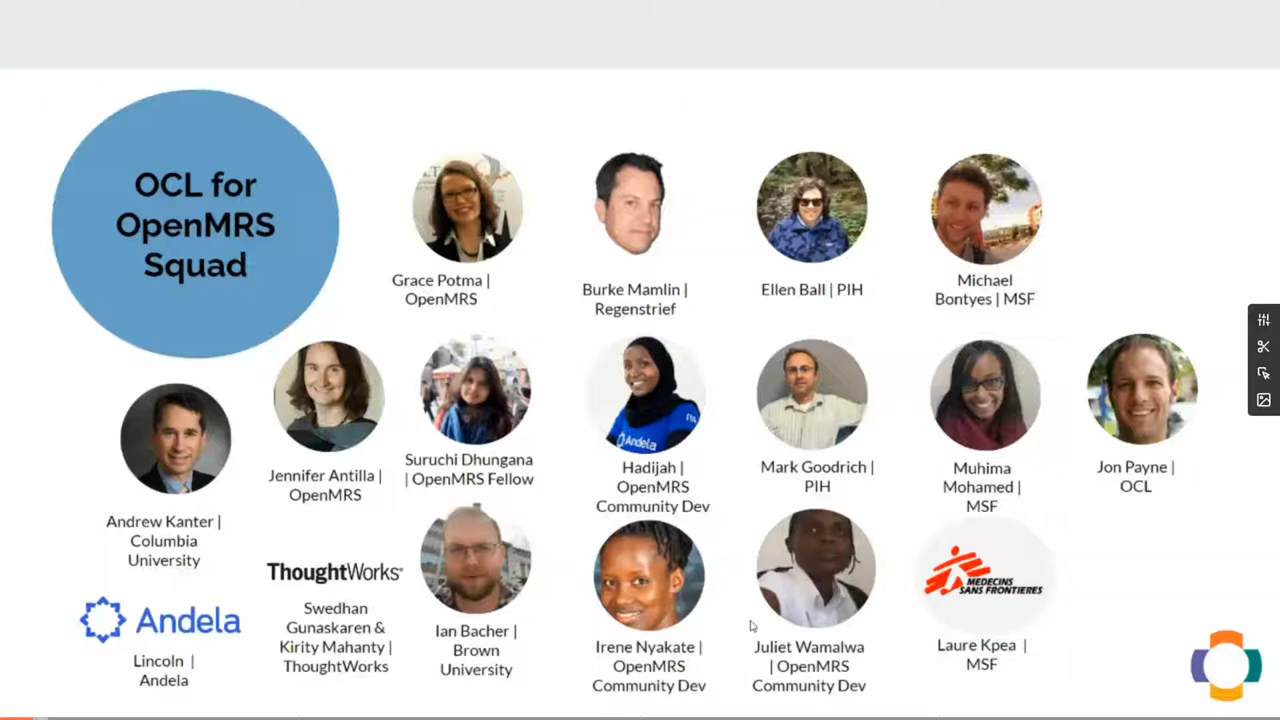 OCL for
OpenMRS
Squad
Grace Potma |
OpenMRS
Burke Mamlin |
Regenstrief
Ellen Ball | PIH
Michael
Bontyes | MSF
Andrew Kanter |
Columbia
University
Jennifer Antilla |
OpenMRS
Suruchi Dhungana
| OpenMRS Fellow
Andela
Hadijah |
OpenMRS
Community Dev
Mark Goodrich |
PIH
Muhima
Mohamed |
MSF
Jon Payne |
OCL
Andela
Lincoln |
Andela
ThoughtWorks
Swedhan
Gunaskaren &
Kirity Mahanty |
ThoughtWorks
Ian Bacher |
Brown
University
Irene Nyakate |
OpenMRS
Community Dev
Juliet Wamalwa
| OpenMRS
Community Dev
MEDECINS
SANS FRONTIERES
Laure Kpea |
MSF